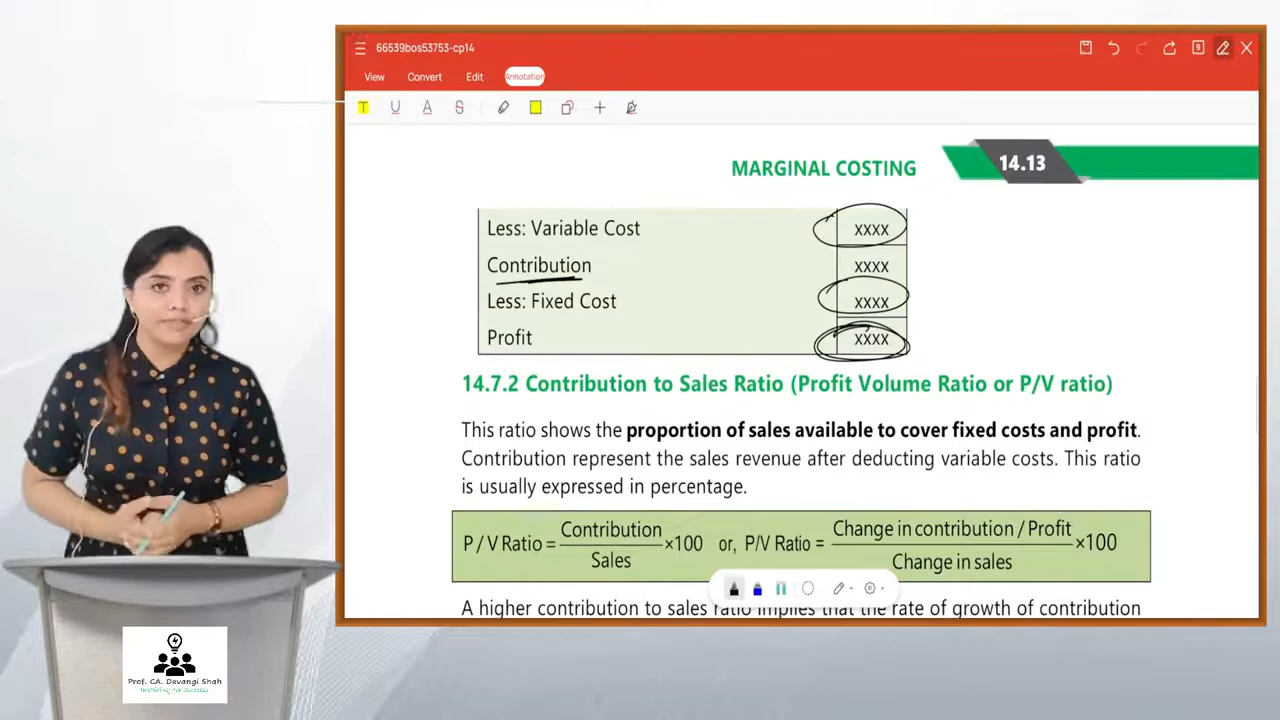 66539bos53753-cp14
View Convert Edit Annotation
T U A S
MARGINAL COSTING 14.13
Less: Variable Cost xxxx
Contribution xxxx
Less: Fixed Cost xxxx
Profit xxxx
14.7.2 Contribution to Sales Ratio (Profit Volume Ratio or P/V ratio)
This ratio shows the proportion of sales available to cover fixed costs and profit.
Contribution represent the sales revenue after deducting variable costs. This ratio
is usually expressed in percentage.
P / V Ratio = Contribution / Sales ×100 or, P/V Ratio = Change in contribution / Profit / Change in sales ×100
A higher contribution to sales ratio implies that the rate of growth of contribution
Prof. CA. Devangi Shah
Inspiring for Success